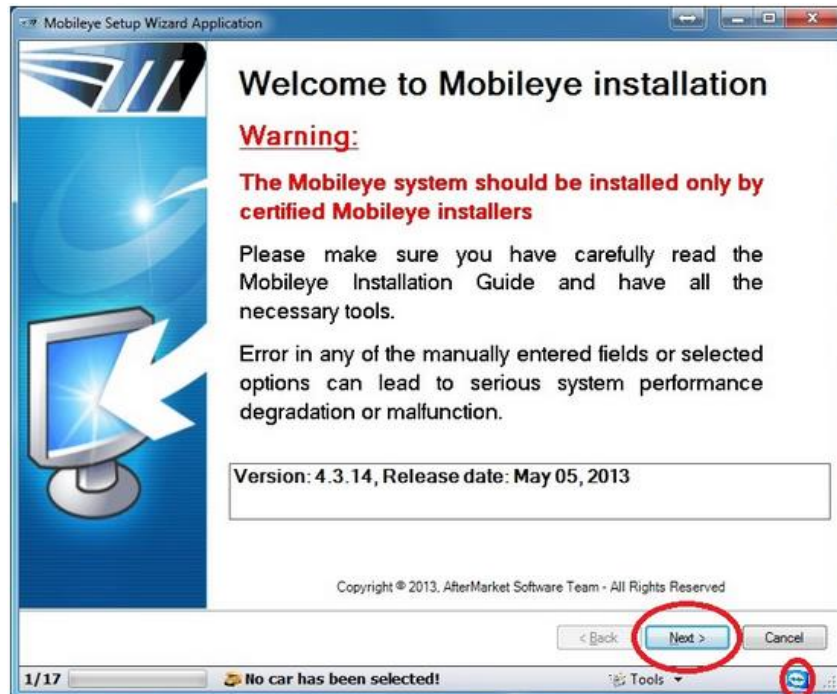 Mobileye Setup Wizard Application
Welcome to Mobileye installation
Warning:
The Mobileye system should be installed only by
certified Mobileye installers
Please make sure you have carefully read the
Mobileye Installation Guide and have all the
necessary tools.
Error in any of the manually entered fields or selected
options can lead to serious system performance
degradation or malfunction.
Version: 4.3.14, Release date: May 05, 2013
Copyright © 2013, AfterMarket Software Team - All Rights Reserved
< Back Next > Cancel
1/17 No car has been selected! Tools